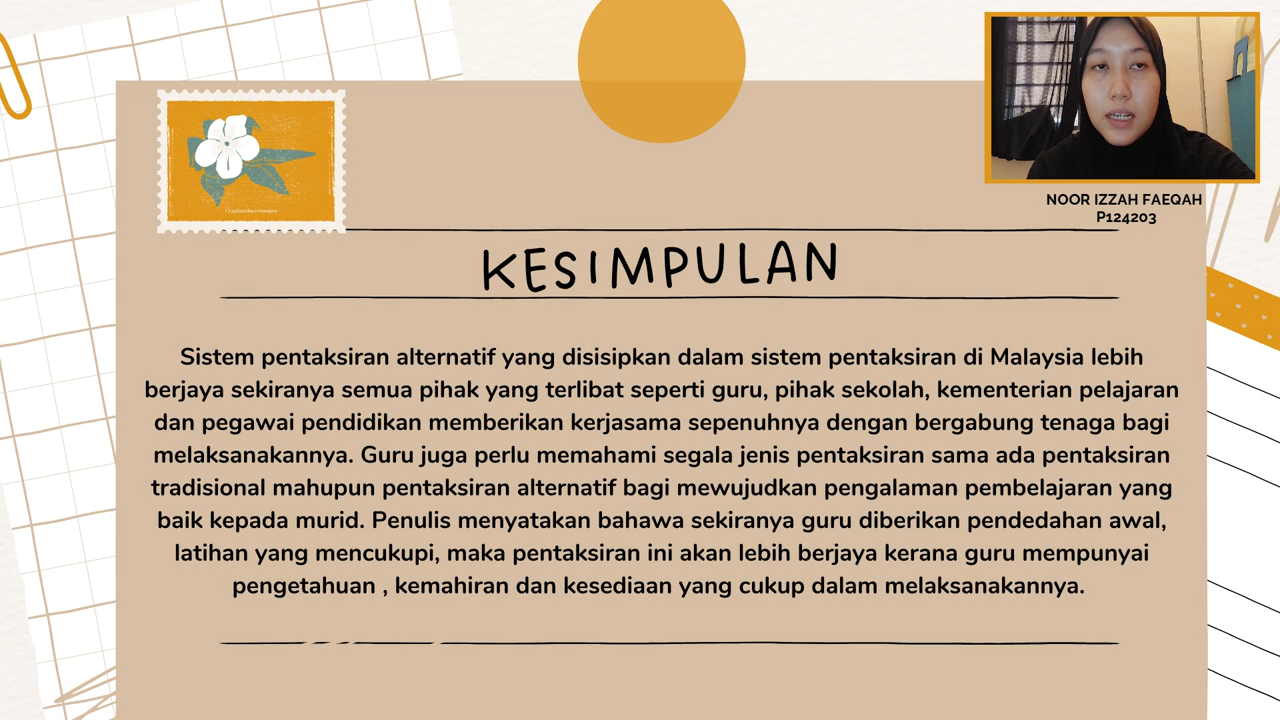 NOOR IZZAH FAEQAH
P124203
KESIMPULAN
Sistem pentaksiran alternatif yang disisipkan dalam sistem pentaksiran di Malaysia lebih
berjaya sekiranya semua pihak yang terlibat seperti guru, pihak sekolah, kementerian pelajaran
dan pegawai pendidikan memberikan kerjasama sepenuhnya dengan bergabung tenaga bagi
melaksanakannya. Guru juga perlu memahami segala jenis pentaksiran sama ada pentaksiran
tradisional mahupun pentaksiran alternatif bagi mewujudkan pengalaman pembelajaran yang
baik kepada murid. Penulis menyatakan bahawa sekiranya guru diberikan pendedahan awal,
latihan yang mencukupi, maka pentaksiran ini akan lebih berjaya kerana guru mempunyai
pengetahuan , kemahiran dan kesediaan yang cukup dalam melaksanakannya.